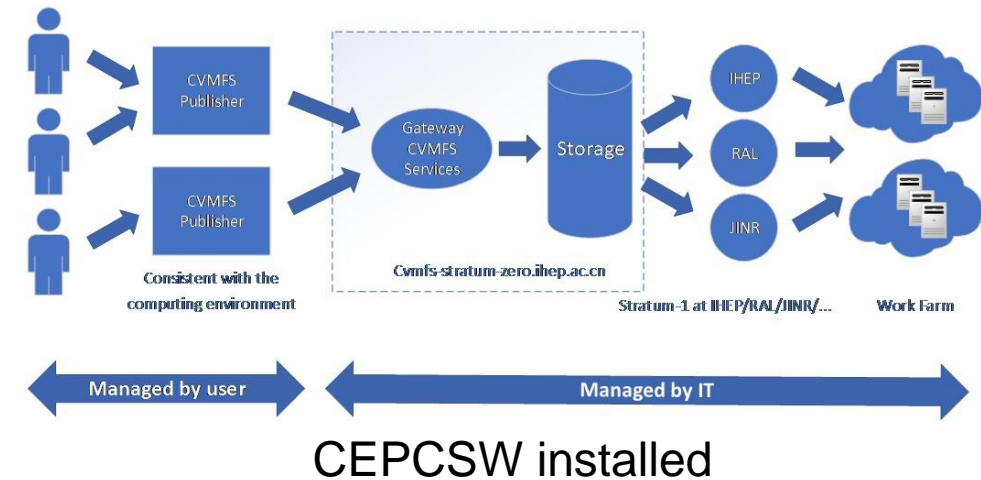 CVMFS
Publisher
CVMFS
Publisher
Consistent with the
computing environment
Gateway
CVMFS
Services
Storage
Cvmfs-stratum-zero.ihep.ac.cn
IHEP
RAL
JINR
Stratum-1 at IHEP/RAL/JINR/...
Work Farm
Managed by user
Managed by IT
CEPCSW installed